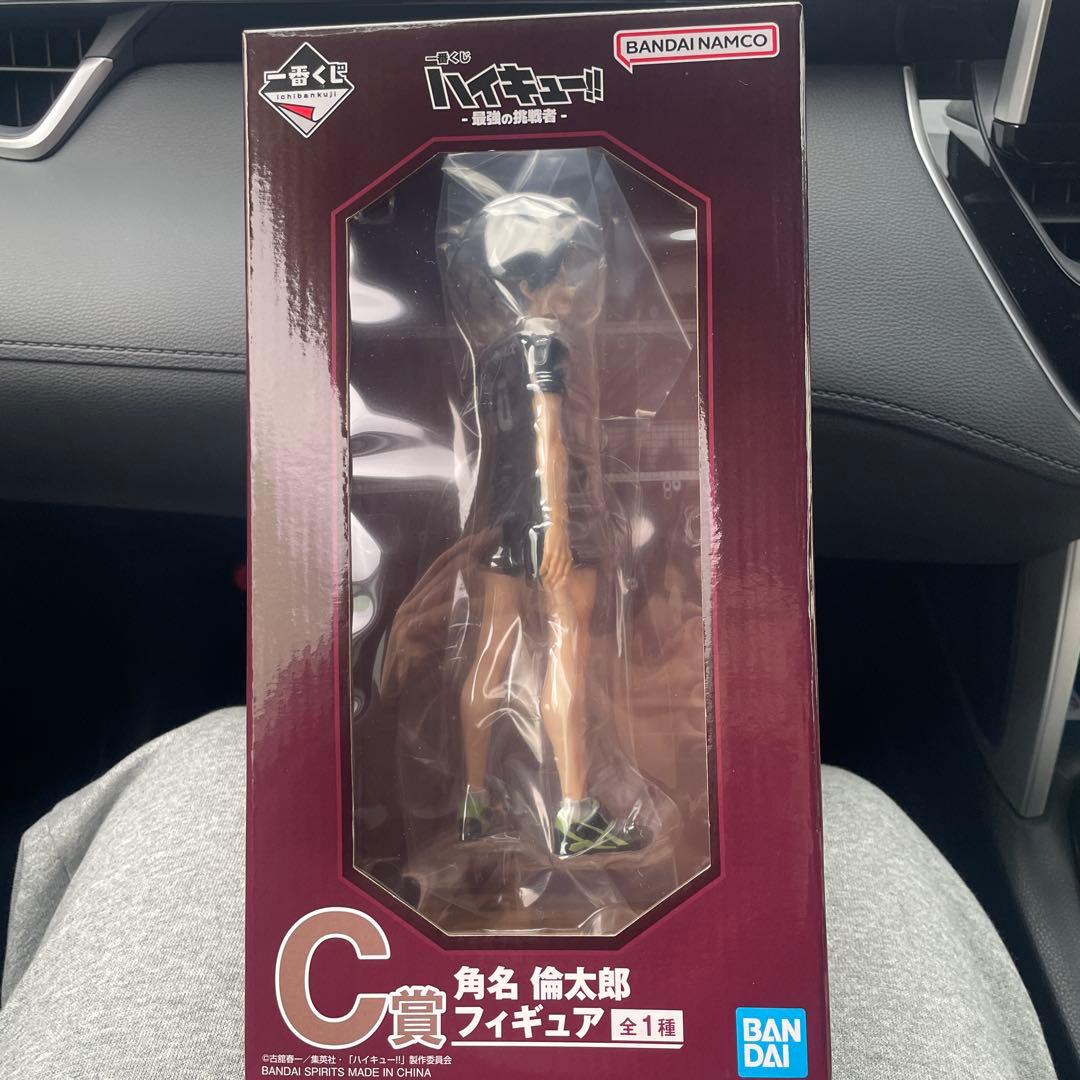 一番くじ
ichibankuji
一番くじ
ハイキュー!!
- 最強の挑戦者 -
BANDAI NAMCO
C賞
角名 倫太郎
フィギュア 全1種
©古舘春一/集英社・「ハイキュー!!」製作委員会
BANDAI SPIRITS MADE IN CHINA
BAN
DAI